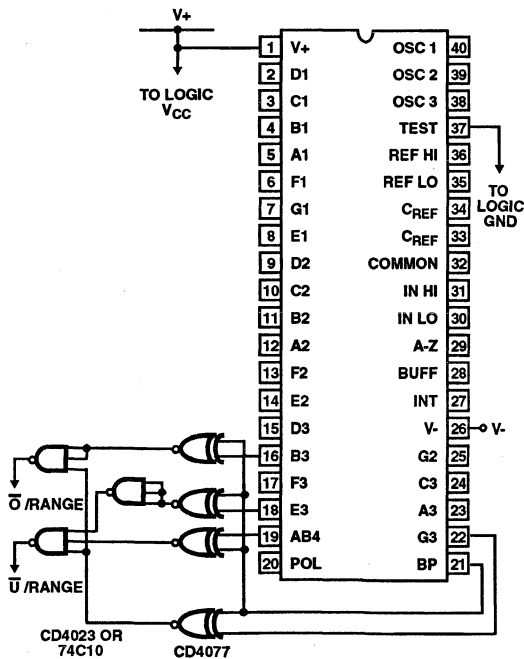 V+
TO LOGIC
VCC
1 V+ OSC 1 40
2 D1 OSC 2 39
3 C1 OSC 3 38
4 B1 TEST 37
5 A1 REF HI 36
6 F1 REF LO 35
7 G1 CREF 34
8 E1 CREF 33
9 D2 COMMON 32
10 C2 IN HI 31
11 B2 IN LO 30
12 A2 A-Z 29
13 F2 BUFF 28
14 E2 INT 27
15 D3 V- 26 V-
16 B3 G2 25
17 F3 C3 24
18 E3 A3 23
19 AB4 G3 22
20 POL BP 21
TO
LOGIC
GND
O̅ /RANGE
U̅ /RANGE
CD4023 OR
74C10
CD4077